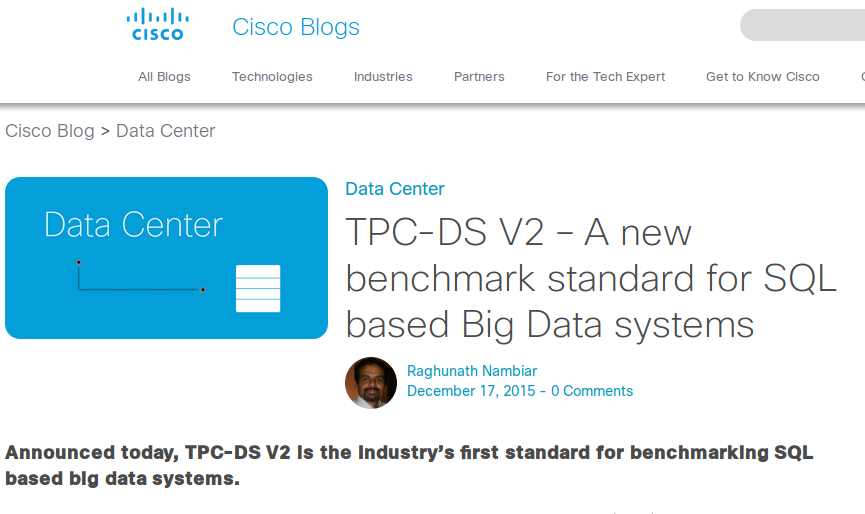 CISCO
Cisco Blogs
All Blogs
Technologies
Industries
Partners
For the Tech Expert
Get to Know Cisco
Cisco Blog > Data Center
Data Center
Data Center
TPC-DS V2 – A new
benchmark standard for SQL
based Big Data systems
Raghunath Nambiar
December 17, 2015 - 0 Comments
Announced today, TPC-DS V2 is the industry's first standard for benchmarking SQL
based big data systems.